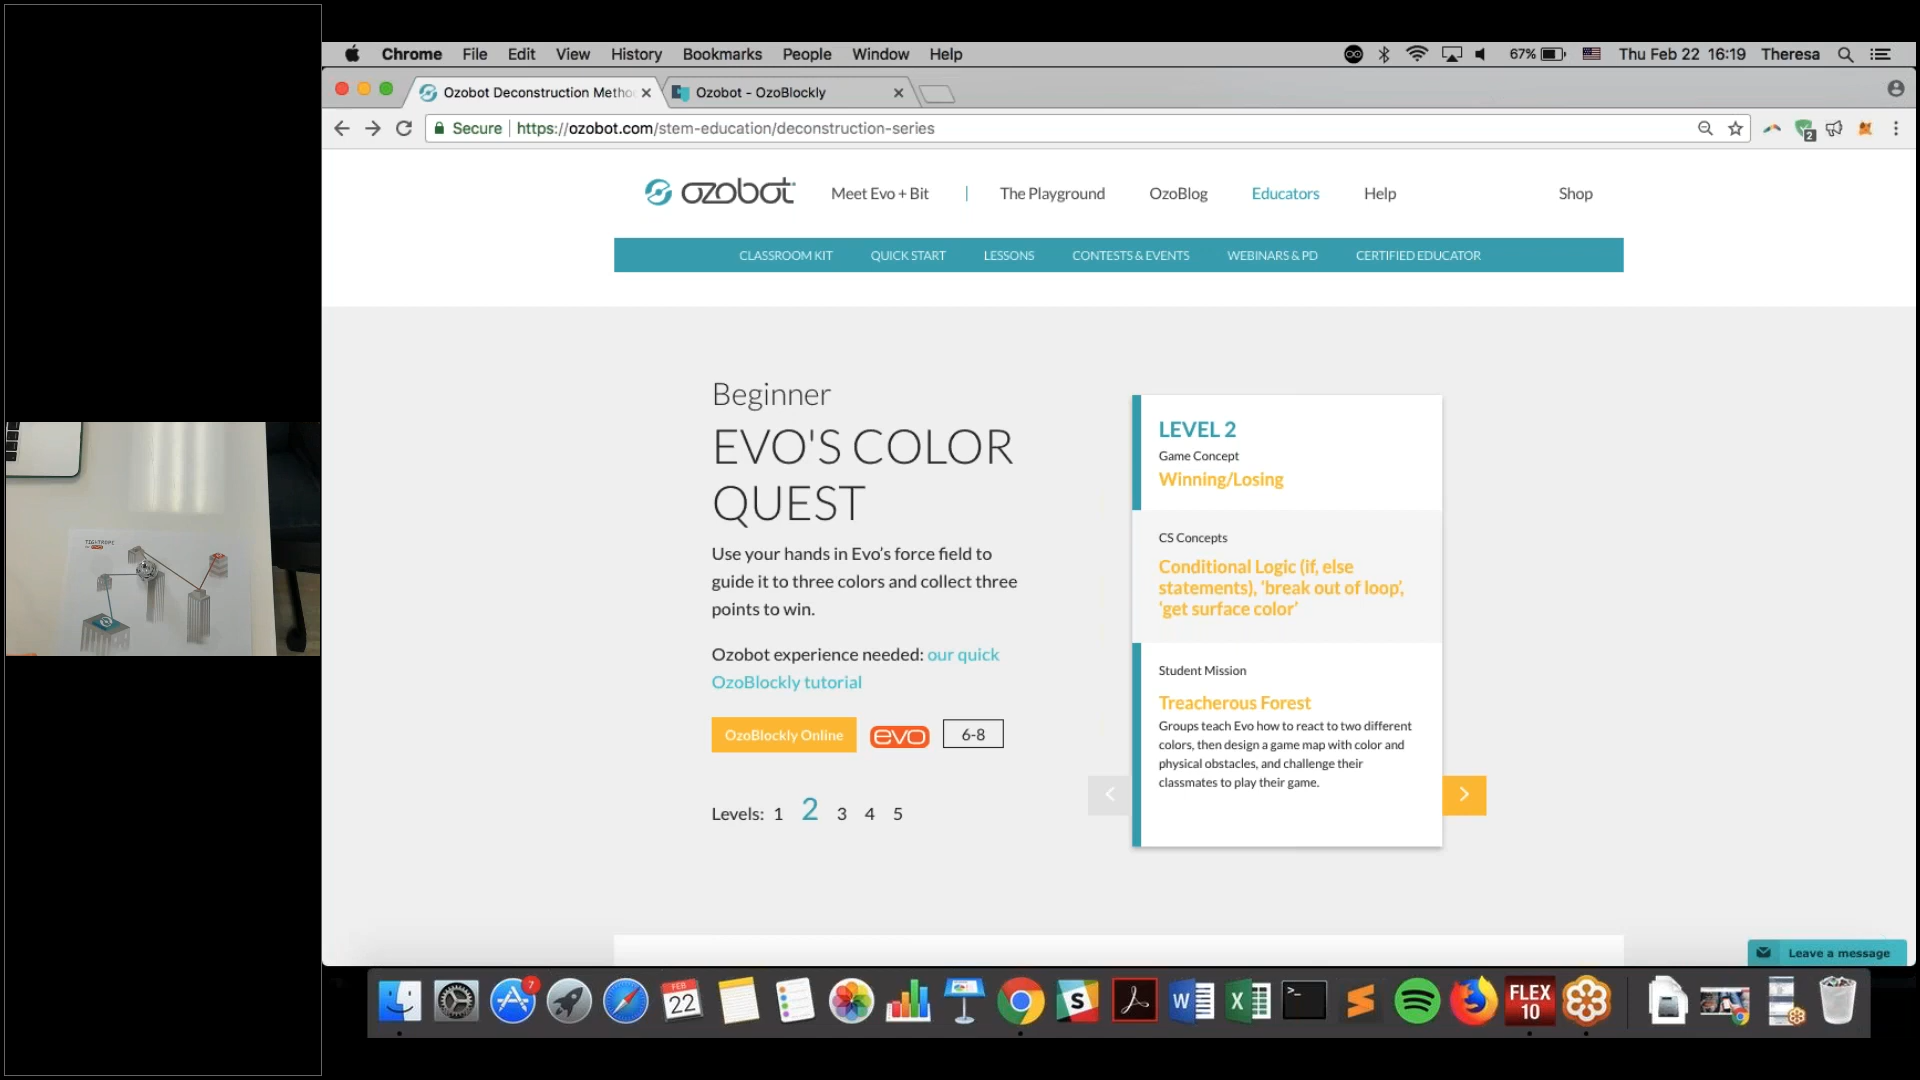 Chrome File Edit View History Bookmarks People Window Help 67% Thu Feb 22 16:19 Theresa
Ozobot Deconstruction Metho Ozobot - OzoBlockly
Secure https://ozobot.com/stem-education/deconstruction-series
2
ozobot Meet Evo + Bit The Playground OzoBlog Educators Help Shop
CLASSROOM KIT QUICK START LESSONS CONTESTS & EVENTS WEBINARS & PD CERTIFIED EDUCATOR
Beginner
EVO'S COLOR
QUEST
Use your hands in Evo's force field to
guide it to three colors and collect three
points to win.
Ozobot experience needed: our quick
OzoBlockly tutorial
OzoBlockly Online evo 6-8
Levels: 1 2 3 4 5
LEVEL 2
Game Concept
Winning/Losing
CS Concepts
Conditional Logic (if, else
statements), 'break out of loop',
'get surface color'
Student Mission
Treacherous Forest
Groups teach Evo how to react to two different
colors, then design a game map with color and
physical obstacles, and challenge their
classmates to play their game.
Leave a message
TIGHTROPE
7
FEB
22
S
W
X
FLEX
10